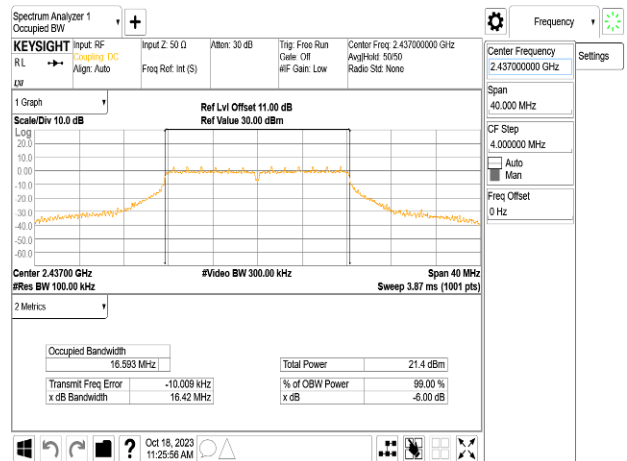 Spectrum Analyzer 1
Occupied BW
Frequency
KEYSIGHT
RL
Input: RF
Coupling: DC
Align: Auto
Input Z: 50 Ω
Freq Ref: Int (S)
Atten: 30 dB
Trig: Free Run
Gate: Off
#IF Gain: Low
Center Freq: 2.437000000 GHz
Avg|Hold: 50/50
Radio Std: None
Center Frequency
2.437000000 GHz
Settings
Span
40.000 MHz
CF Step
4.000000 MHz
Auto
Man
Freq Offset
0 Hz
1 Graph
Scale/Div 10.0 dB
Ref Lvl Offset 11.00 dB
Ref Value 30.00 dBm
Log
20.0
10.0
0.00
-10.0
-20.0
-30.0
-40.0
-50.0
-60.0
Center 2.43700 GHz
#Res BW 100.00 kHz
#Video BW 300.00 kHz
Span 40 MHz
Sweep 3.87 ms (1001 pts)
2 Metrics
Occupied Bandwidth
16.593 MHz
Total Power 21.4 dBm
Transmit Freq Error -10.009 kHz
% of OBW Power 99.00 %
x dB Bandwidth 16.42 MHz
x dB -6.00 dB
Oct 18, 2023
11:25:56 AM